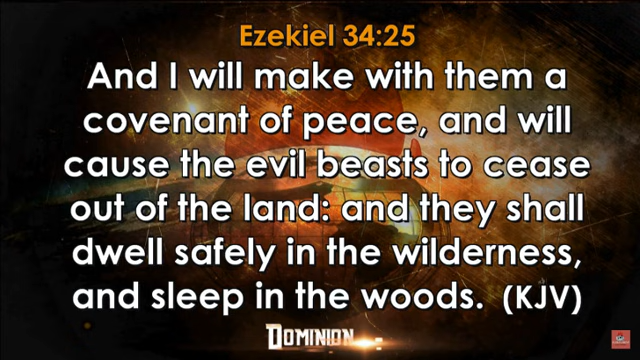 Ezekiel 34:25
And I will make with them a
covenant of peace, and will
cause the evil beasts to cease
out of the land: and they shall
dwell safely in the wilderness,
and sleep in the woods. (KJV)
DOMINION